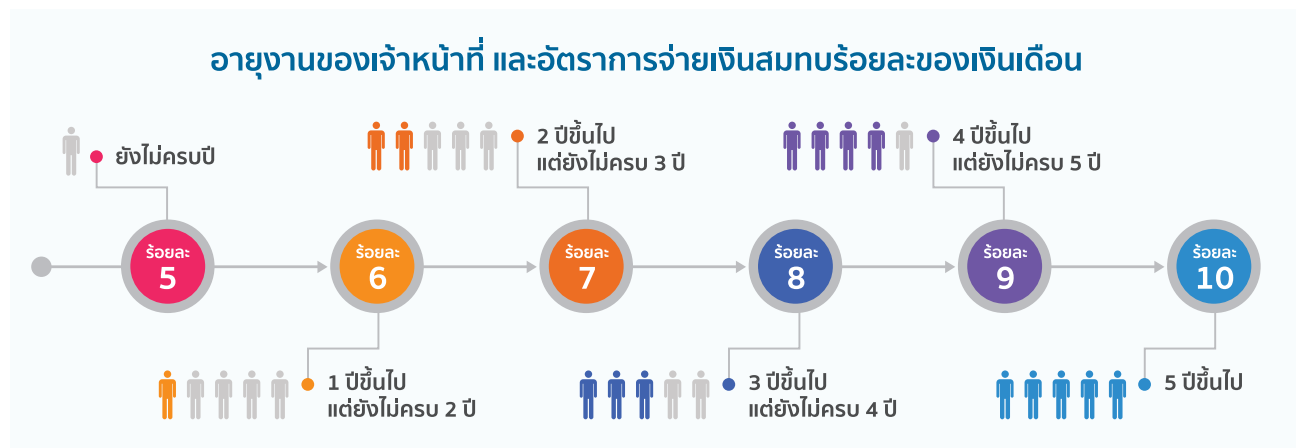 อายุงานของเจ้าหน้าที่ และอัตราการจ่ายเงินสมทบร้อยละของเงินเดือน
ยังไม่ครบปี
ร้อยละ
5
1 ปีขึ้นไป
แต่ยังไม่ครบ 2 ปี
ร้อยละ
6
2 ปีขึ้นไป
แต่ยังไม่ครบ 3 ปี
ร้อยละ
7
3 ปีขึ้นไป
แต่ยังไม่ครบ 4 ปี
ร้อยละ
8
4 ปีขึ้นไป
แต่ยังไม่ครบ 5 ปี
ร้อยละ
9
5 ปีขึ้นไป
ร้อยละ
10